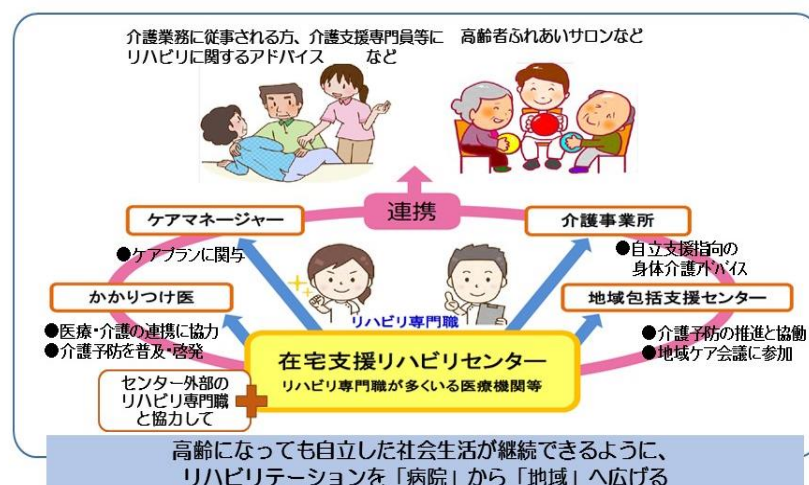 介護業務に従事される方、介護支援専門員等に
リハビリに関するアドバイス　　など
高齢者ふれあいサロンなど
連携
ケアマネージャー
介護事業所
●ケアプランに関与
●自立支援指向の
身体介護アドバイス
かかりつけ医
地域包括支援センター
リハビリ専門職
●医療・介護の連携に協力
●介護予防を普及・啓発
●介護予防の推進と協働
●地域ケア会議に参加
在宅支援リハビリセンター
リハビリ専門職が多くいる医療機関等
センター外部の
リハビリ専門職
と協力して
高齢になっても自立した社会生活が継続できるように、
リハビリテーションを「病院」から「地域」へ広げる